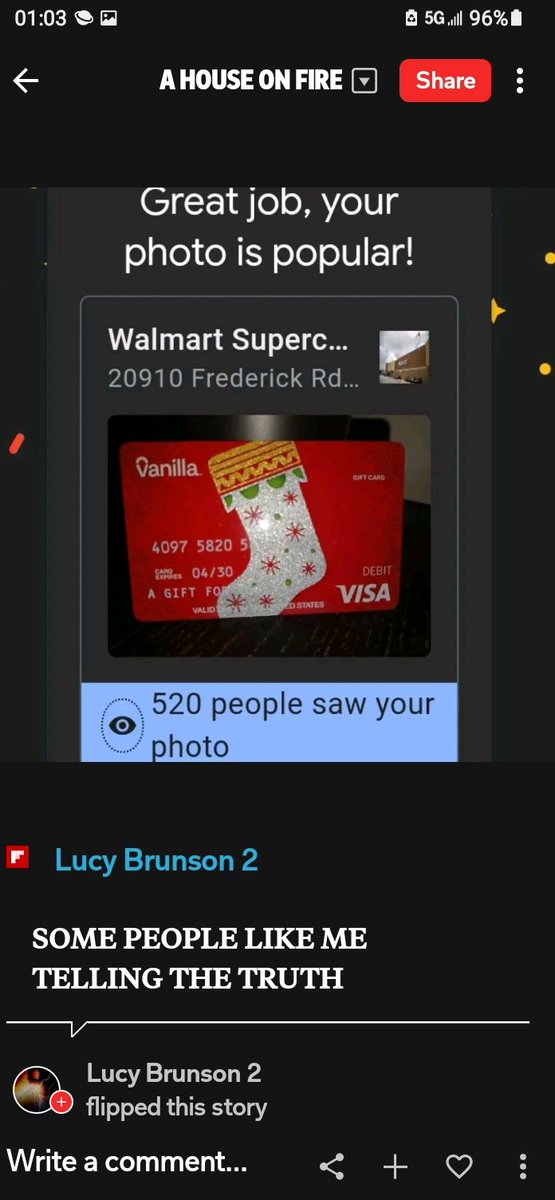 01:03
5G
96%
A HOUSE ON FIRE
Share
Great job, your
photo is popular!
Walmart Superc...
20910 Frederick Rd...
Vanilla
GIFT CARD
4097 5820 5
CARD
EXPIRES
04/30
DEBIT
A GIFT FO
VISA
VALID
ED STATES
520 people saw your
photo
Lucy Brunson 2
SOME PEOPLE LIKE ME
TELLING THE TRUTH
Lucy Brunson 2
flipped this story
Write a comment...